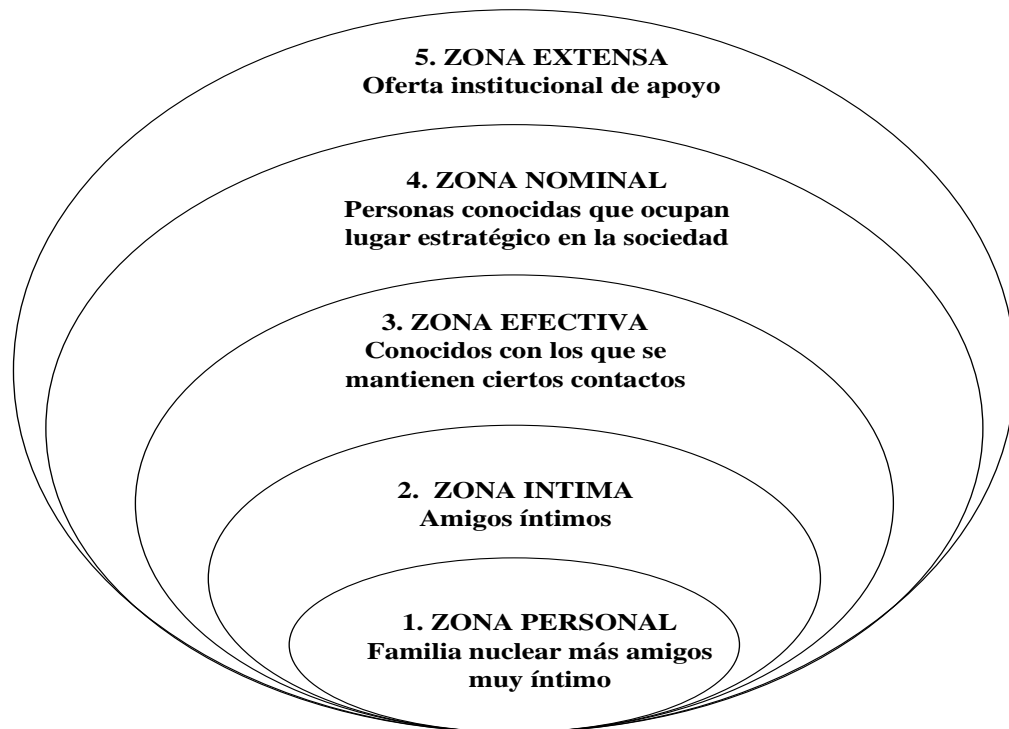 5. ZONA EXTENSA
Oferta institucional de apoyo
4. ZONA NOMINAL
Personas conocidas que ocupan
lugar estratégico en la sociedad
3. ZONA EFECTIVA
Conocidos con los que se
mantienen ciertos contactos
2. ZONA INTIMA
Amigos íntimos
1. ZONA PERSONAL
Familia nuclear más amigos
muy íntimo